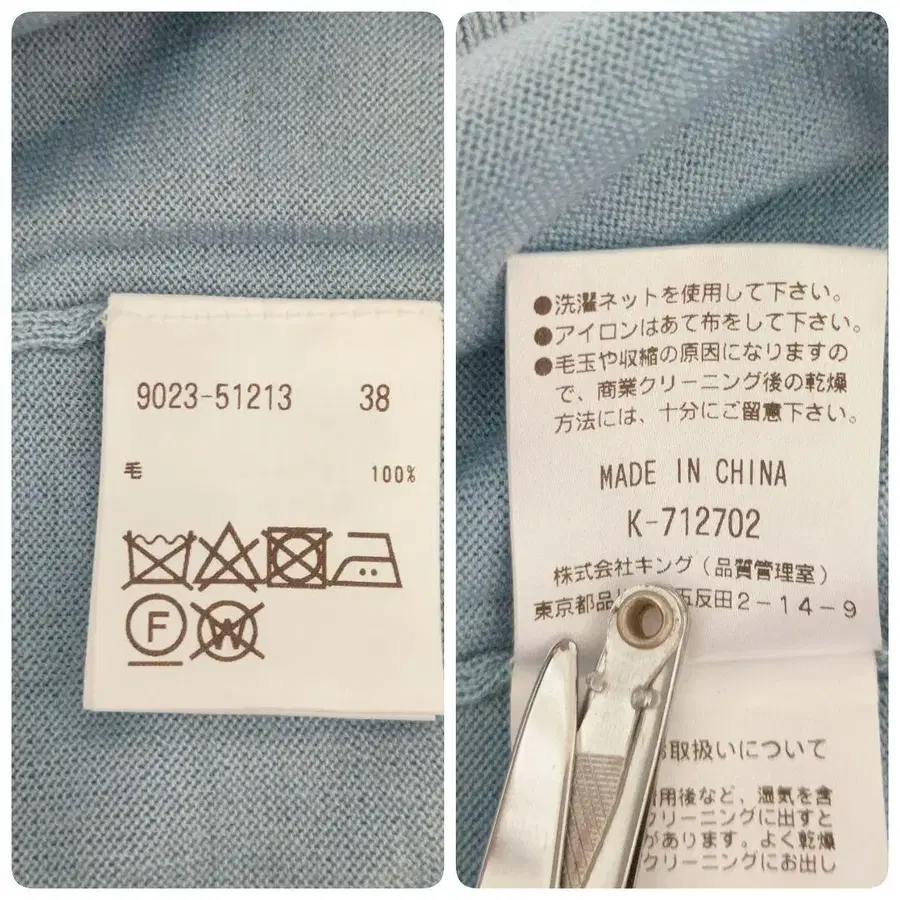 9023-51213 38
毛 100%
F
W
●洗濯ネットを使用して下さい。
●アイロンはあて布をして下さい。
●毛玉や収縮の原因になりますの
で、商業クリーニング後の乾燥
方法には、十分にご留意下さい。
MADE IN CHINA
K-712702
株式会社キング(品質管理室)
東京都品 五反田2-14-9
取扱いについて
用後など、湿気を含
クリーニングに出すと
があります。よく乾燥
クリーニングにお出し